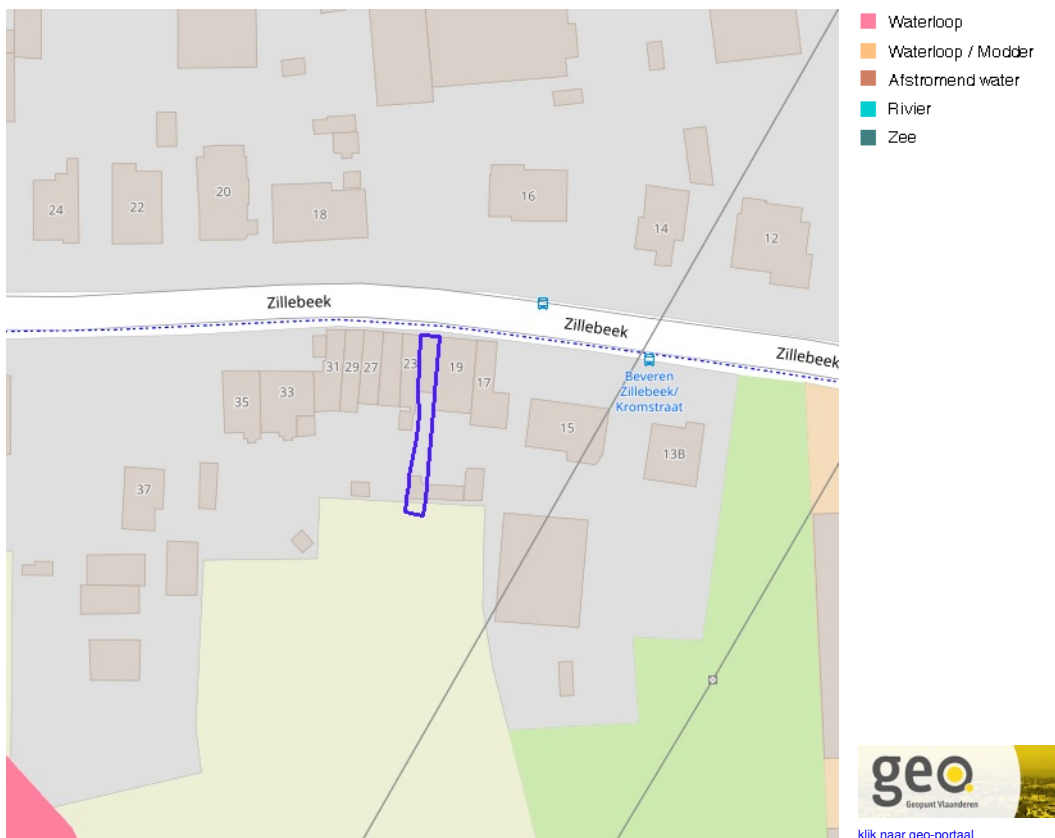 Waterloop
Waterloop / Modder
Afstromend water
Rivier
Zee
24
22
20
18
16
14
12
Zillebeek
Zillebeek
Zillebeek
31
29
27
23
19
17
35
33
Beveren
Zillebeek/
Kromstraat
15
13B
37
geo.
Geopunt Vlaanderen
klik naar geo-portaal